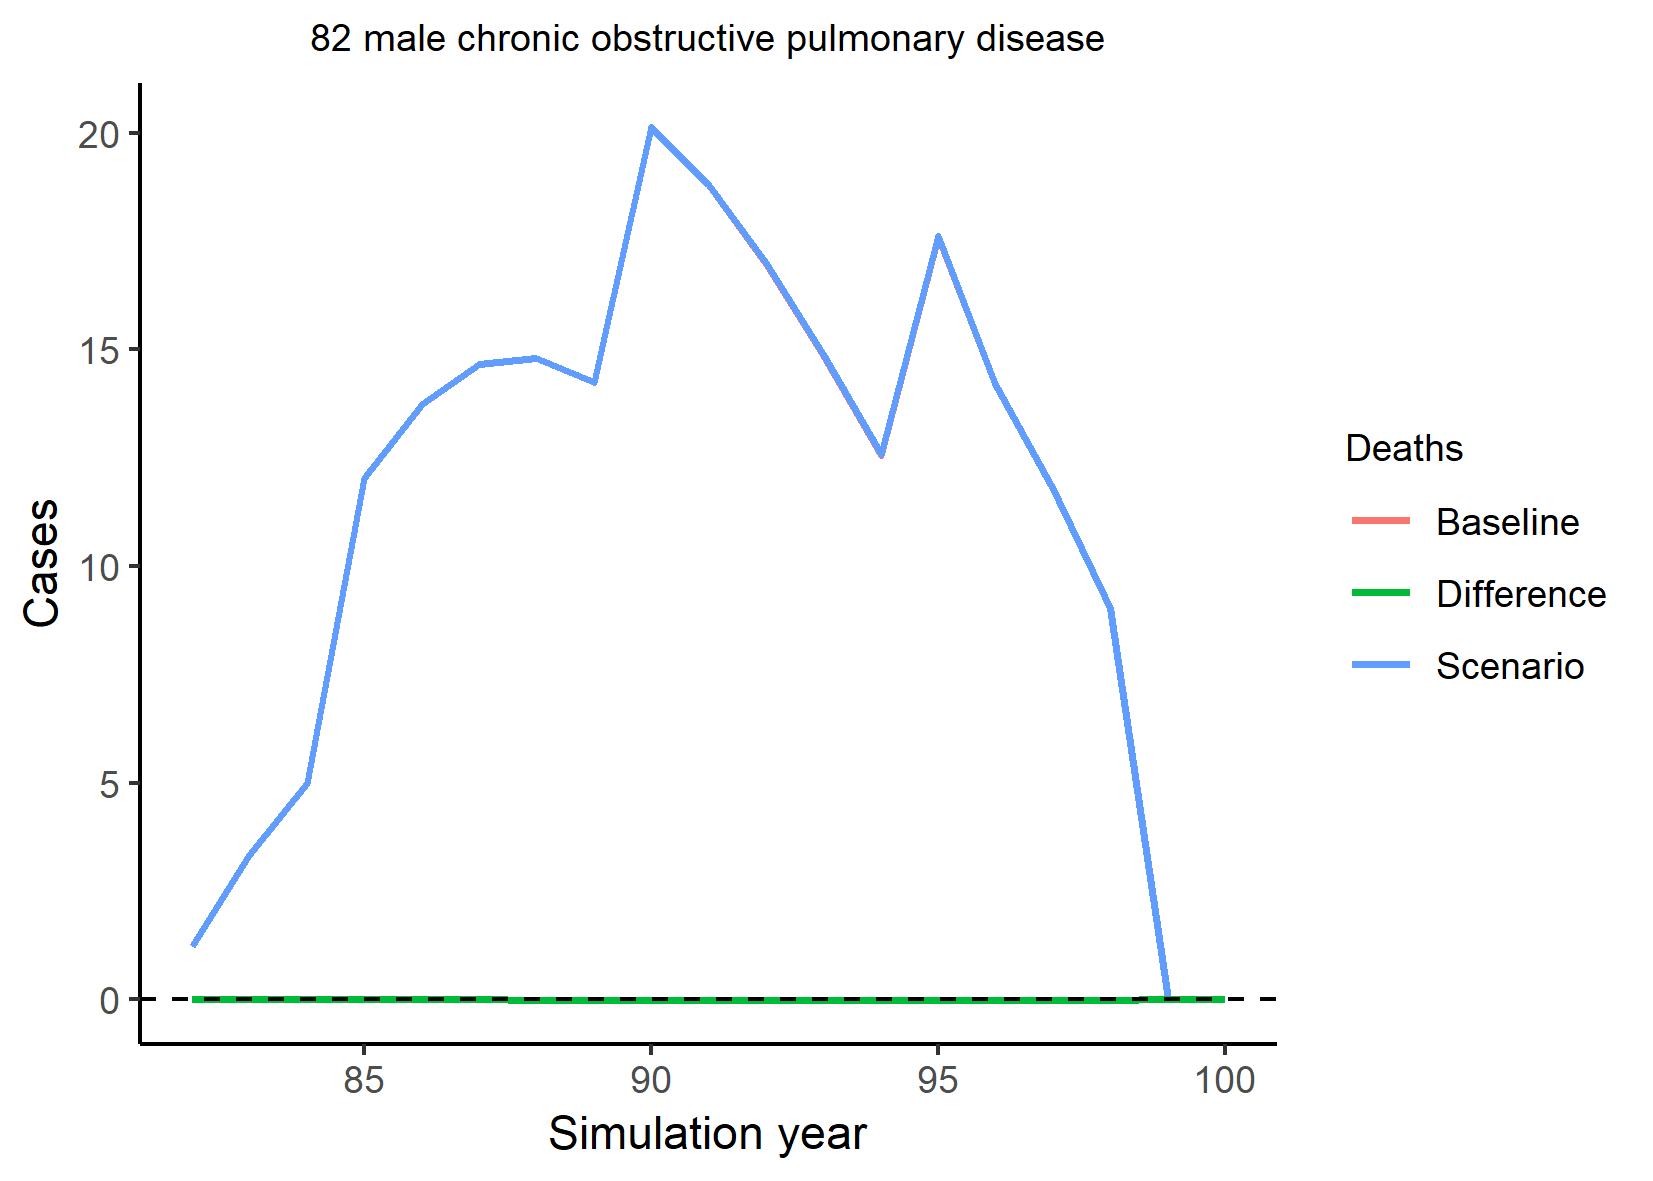 82 male chronic obstructive pulmonary disease
20
15
10
5
0
Cases
85 90 95 100
Simulation year
Deaths
Baseline
Difference
Scenario